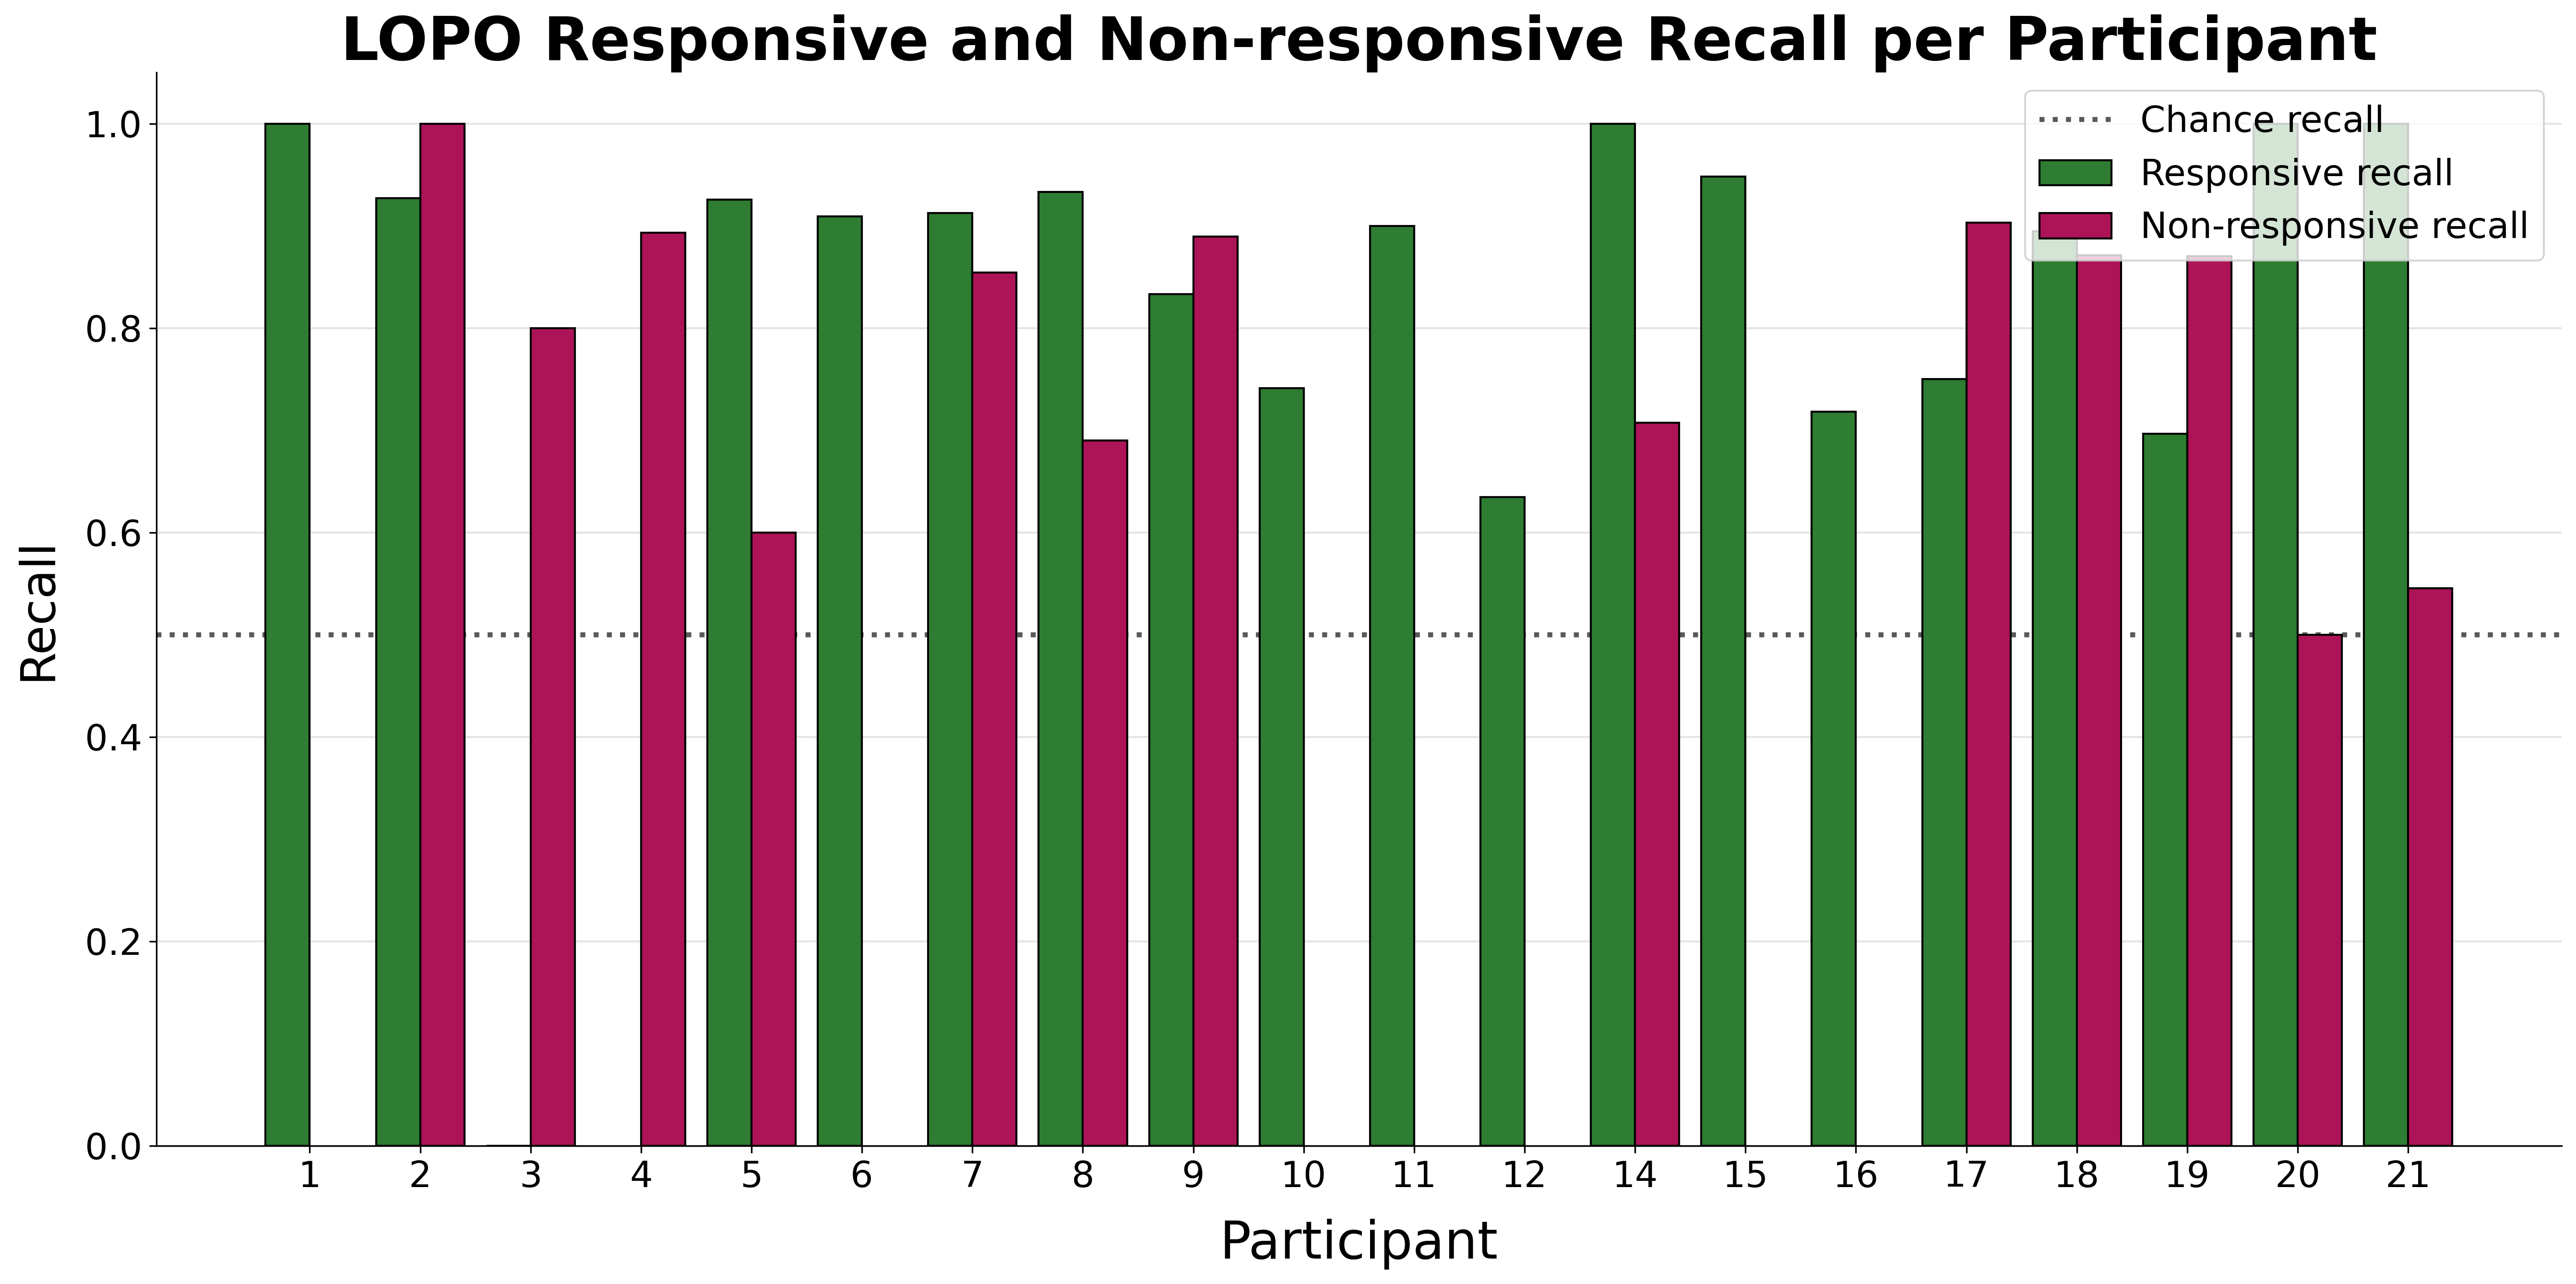 LOPO Responsive and Non-responsive Recall per Participant
Chance recall
Responsive recall
Non-responsive recall
1.0
0.8
0.6
0.4
0.2
0.0
Recall
1 2 3 4 5 6 7 8 9 10 11 12 14 15 16 17 18 19 20 21
Participant